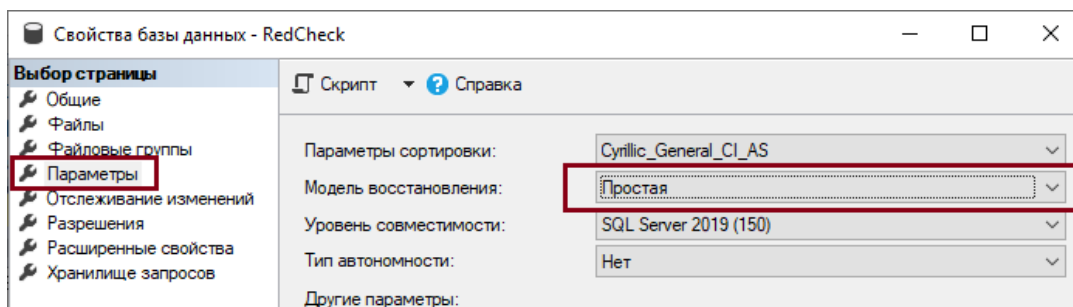 Свойства базы данных - RedCheck
Выбор страницы
Общие
Файлы
Файловые группы
Параметры
Отслеживание изменений
Разрешения
Расширенные свойства
Хранилище запросов
Скрипт
Справка
Параметры сортировки: Cyrillic_General_CI_AS
Модель восстановления: Простая
Уровень совместимости: SQL Server 2019 (150)
Тип автономности: Нет
Другие параметры: